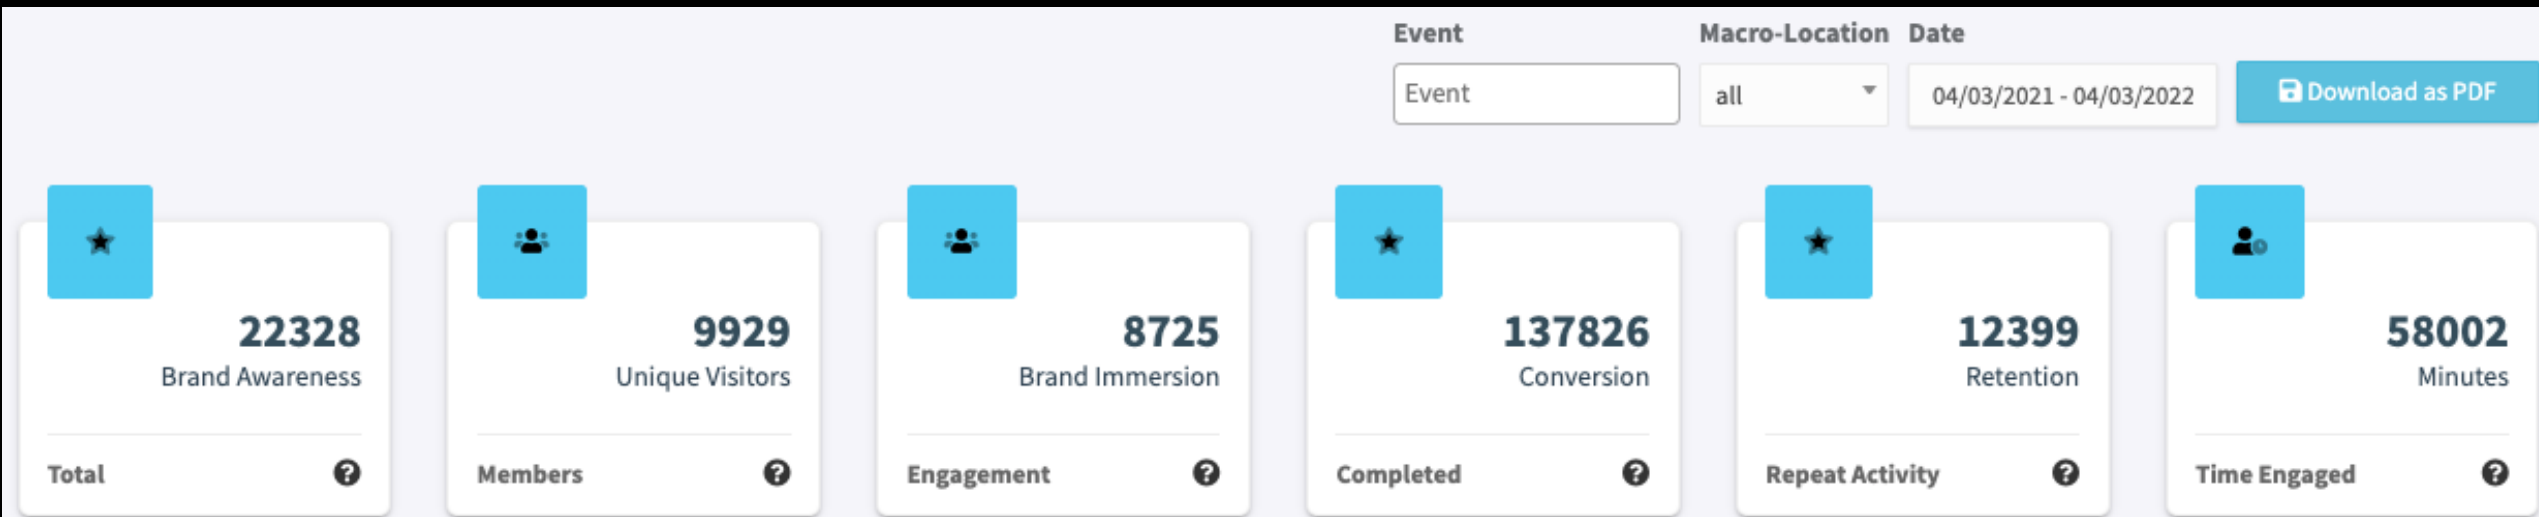 Event Macro-Location Date
Event all 04/03/2021 - 04/03/2022 Download as PDF
22328 9929 8725 137826 12399 58002
Brand Awareness Unique Visitors Brand Immersion Conversion Retention Minutes
Total Members Engagement Completed Repeat Activity Time Engaged